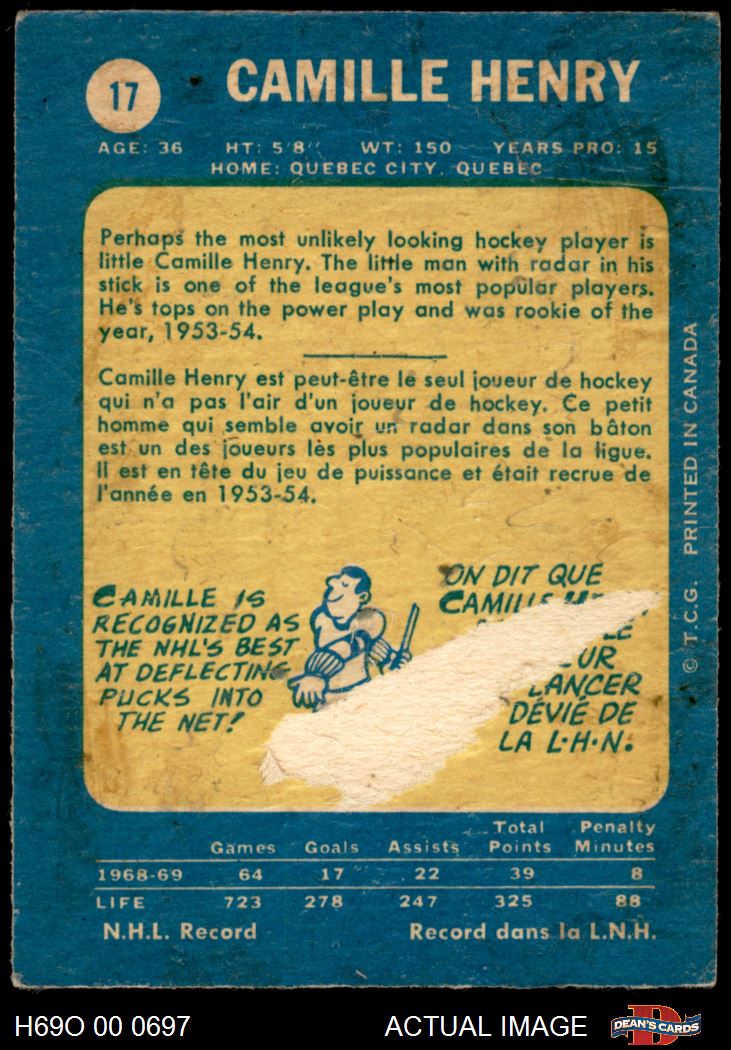 17
CAMILLE HENRY
AGE: 36 HT: 5'8'' WT: 150 YEARS PRO: 15
HOME: QUEBEC CITY, QUEBEC
Perhaps the most unlikely looking hockey player is
little Camille Henry. The little man with radar in his
stick is one of the league's most popular players.
He's tops on the power play and was rookie of the
year, 1953-54.
Camille Henry est peut-être le seul joueur de hockey
qui n'a pas l'air d'un joueur de hockey. Ce petit
homme qui semble avoir un radar dans son bâton
est un des joueurs lès plus populaires de la ligue.
Il est en tête du jeu de puissance et était recrue de
l'année en 1953-54.
CAMILLE IS
RECOGNIZED AS
THE NHL'S BEST
AT DEFLECTING
PUCKS INTO
THE NET!
ON DIT QUE
CAMILLE
LANCER
DÉVIÉ DE
LA L·H·N.
© T.C.G. PRINTED IN CANADA
Games Goals Assists Total Points Penalty Minutes
1968-69 64 17 22 39 8
LIFE 723 278 247 325 88
N.H.L. Record Record dans la L.N.H.
H69O 00 0697 ACTUAL IMAGE DEAN'S CARDS